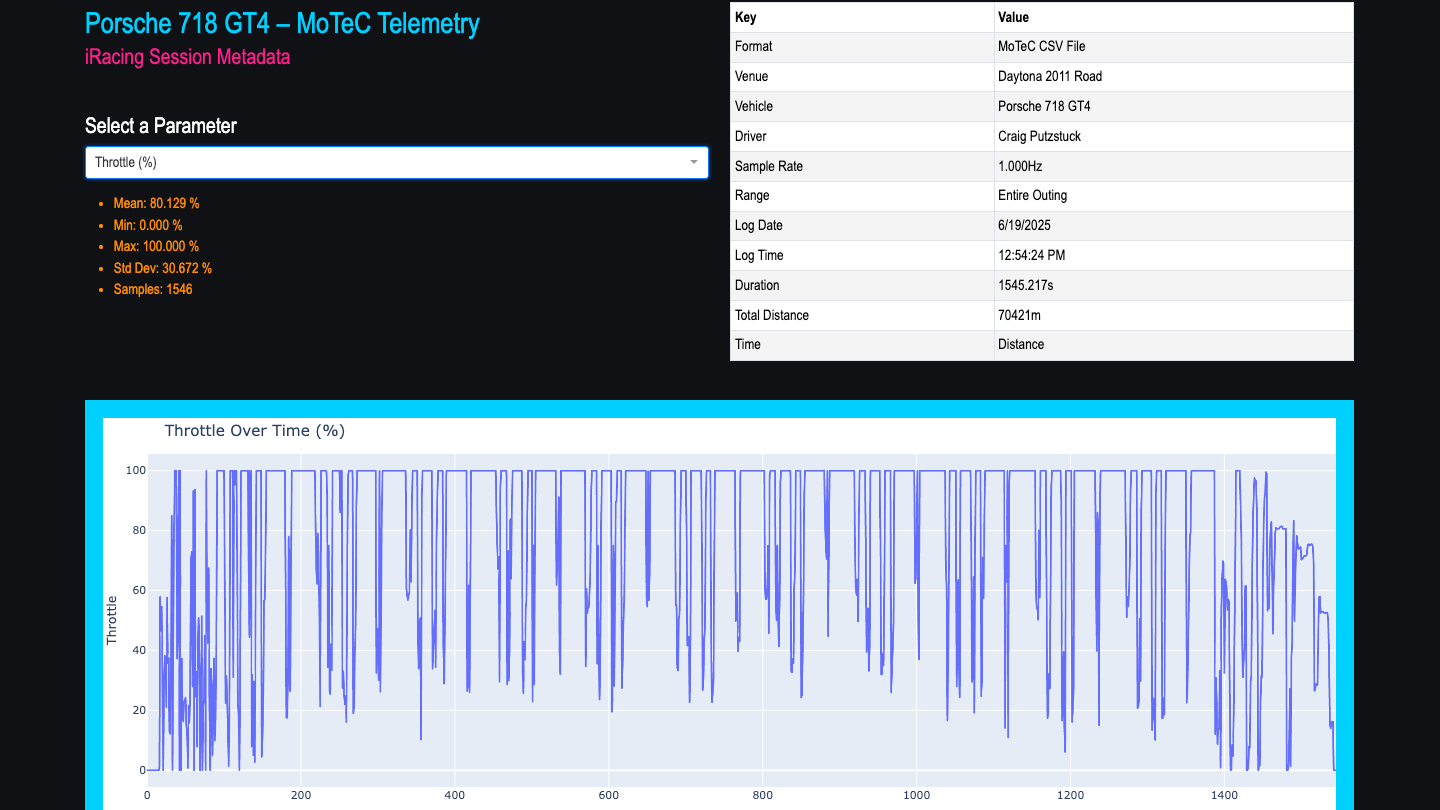 Porsche 718 GT4 – MoTeC Telemetry
iRacing Session Metadata
Select a Parameter
Throttle (%)
Mean: 80.129 %
Min: 0.000 %
Max: 100.000 %
Std Dev: 30.672 %
Samples: 1546
Key Value
Format MoTeC CSV File
Venue Daytona 2011 Road
Vehicle Porsche 718 GT4
Driver Craig Putzstuck
Sample Rate 1.000Hz
Range Entire Outing
Log Date 6/19/2025
Log Time 12:54:24 PM
Duration 1545.217s
Total Distance 70421m
Time Distance
Throttle Over Time (%)
Throttle
100
80
60
40
20
0
0 200 400 600 800 1000 1200 1400